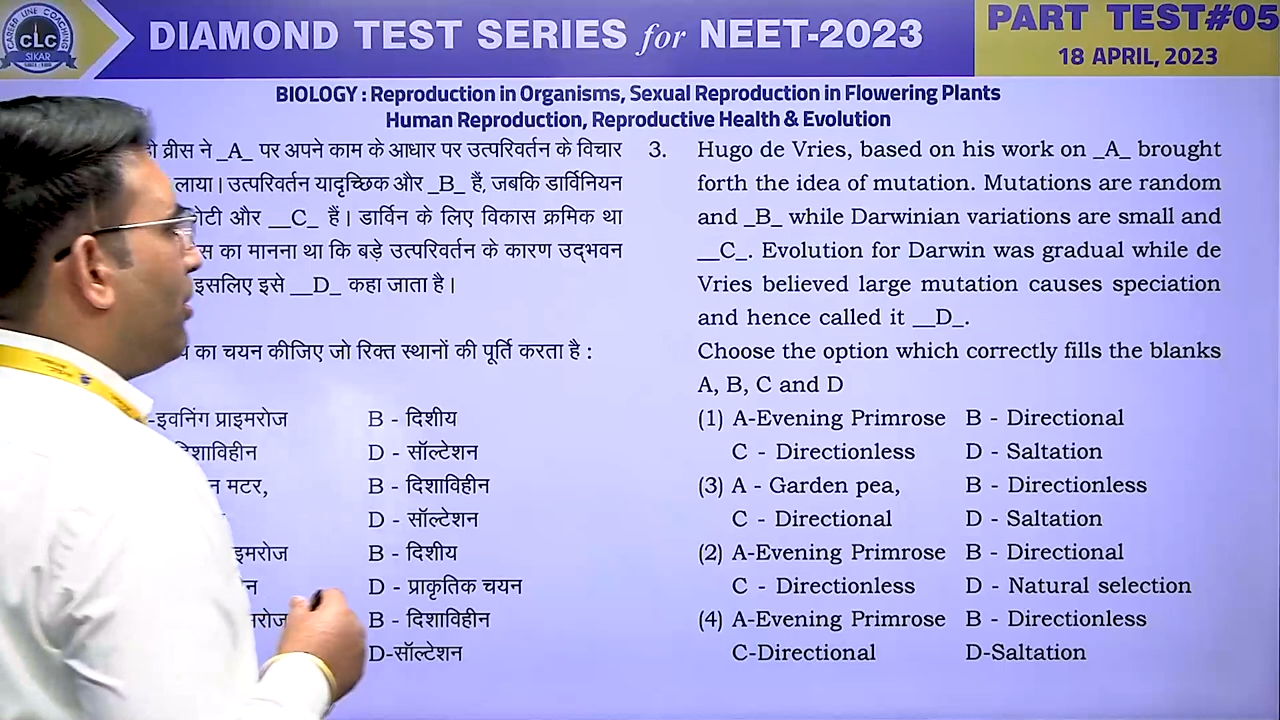 CAREER LINE COACHING
CLC
SIKAR
DIAMOND TEST SERIES for NEET-2023
PART TEST#05
18 APRIL, 2023
BIOLOGY : Reproduction in Organisms, Sexual Reproduction in Flowering Plants
Human Reproduction, Reproductive Health & Evolution
व्रीस ने _A_ पर अपने काम के आधार पर उत्परिवर्तन के विचार
लाया। उत्परिवर्तन यादृच्छिक और _B_ हैं, जबकि डार्विनियन
और __C_ हैं। डार्विन के लिए विकास क्रमिक था
का मानना था कि बड़े उत्परिवर्तन के कारण उद्भवन
इसलिए इसे __D_ कहा जाता है।
का चयन कीजिए जो रिक्त स्थानों की पूर्ति करता है :
-इवनिंग प्राइमरोज B - दिशीय
D - सॉल्टेशन
मटर, B - दिशाविहीन
D - सॉल्टेशन
B - दिशीय
D - प्राकृतिक चयन
B - दिशाविहीन
D-सॉल्टेशन
3. Hugo de Vries, based on his work on _A_ brought
forth the idea of mutation. Mutations are random
and _B_ while Darwinian variations are small and
__C_. Evolution for Darwin was gradual while de
Vries believed large mutation causes speciation
and hence called it __D_.
Choose the option which correctly fills the blanks
A, B, C and D
(1) A-Evening Primrose B - Directional
C - Directionless D - Saltation
(3) A - Garden pea, B - Directionless
C - Directional D - Saltation
(2) A-Evening Primrose B - Directional
C - Directionless D - Natural selection
(4) A-Evening Primrose B - Directionless
C-Directional D-Saltation